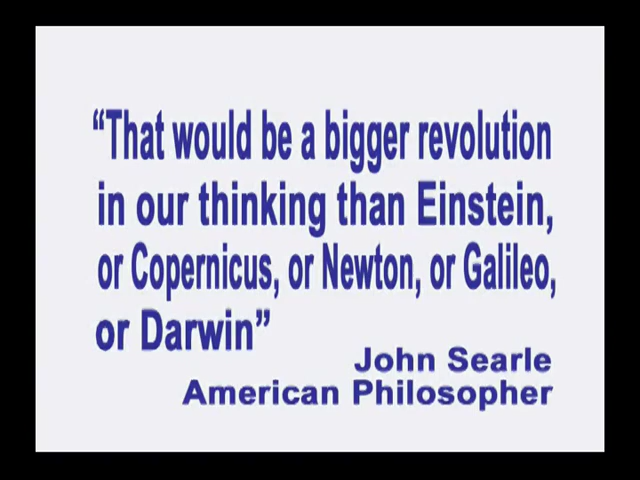 “That would be a bigger revolution
in our thinking than Einstein,
or Copernicus, or Newton, or Galileo,
or Darwin”
John Searle
American Philosopher